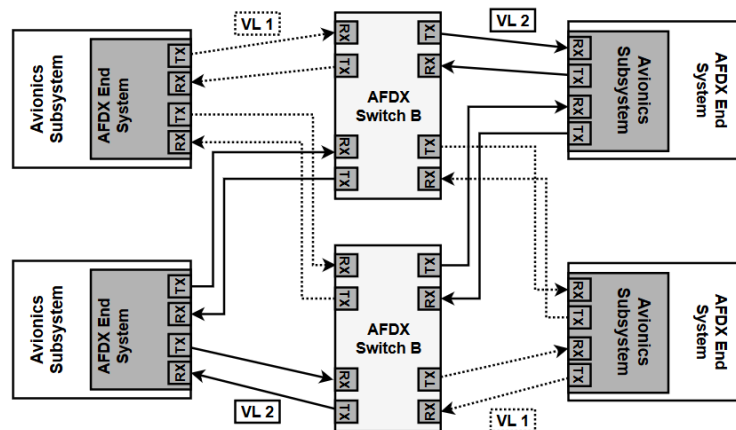 VL 1
VL 2
Avionics
Subsystem
AFDX End
System
TX
RX
TX
RX
RX
TX
AFDX
Switch B
RX
TX
TX
RX
TX
RX
RX
TX
RX
TX
Avionics
Subsystem
AFDX End
System
Avionics
Subsystem
AFDX End
System
TX
RX
TX
RX
RX
TX
AFDX
Switch B
RX
TX
TX
RX
TX
RX
RX
TX
RX
TX
Avionics
Subsystem
AFDX End
System
VL 2
VL 1